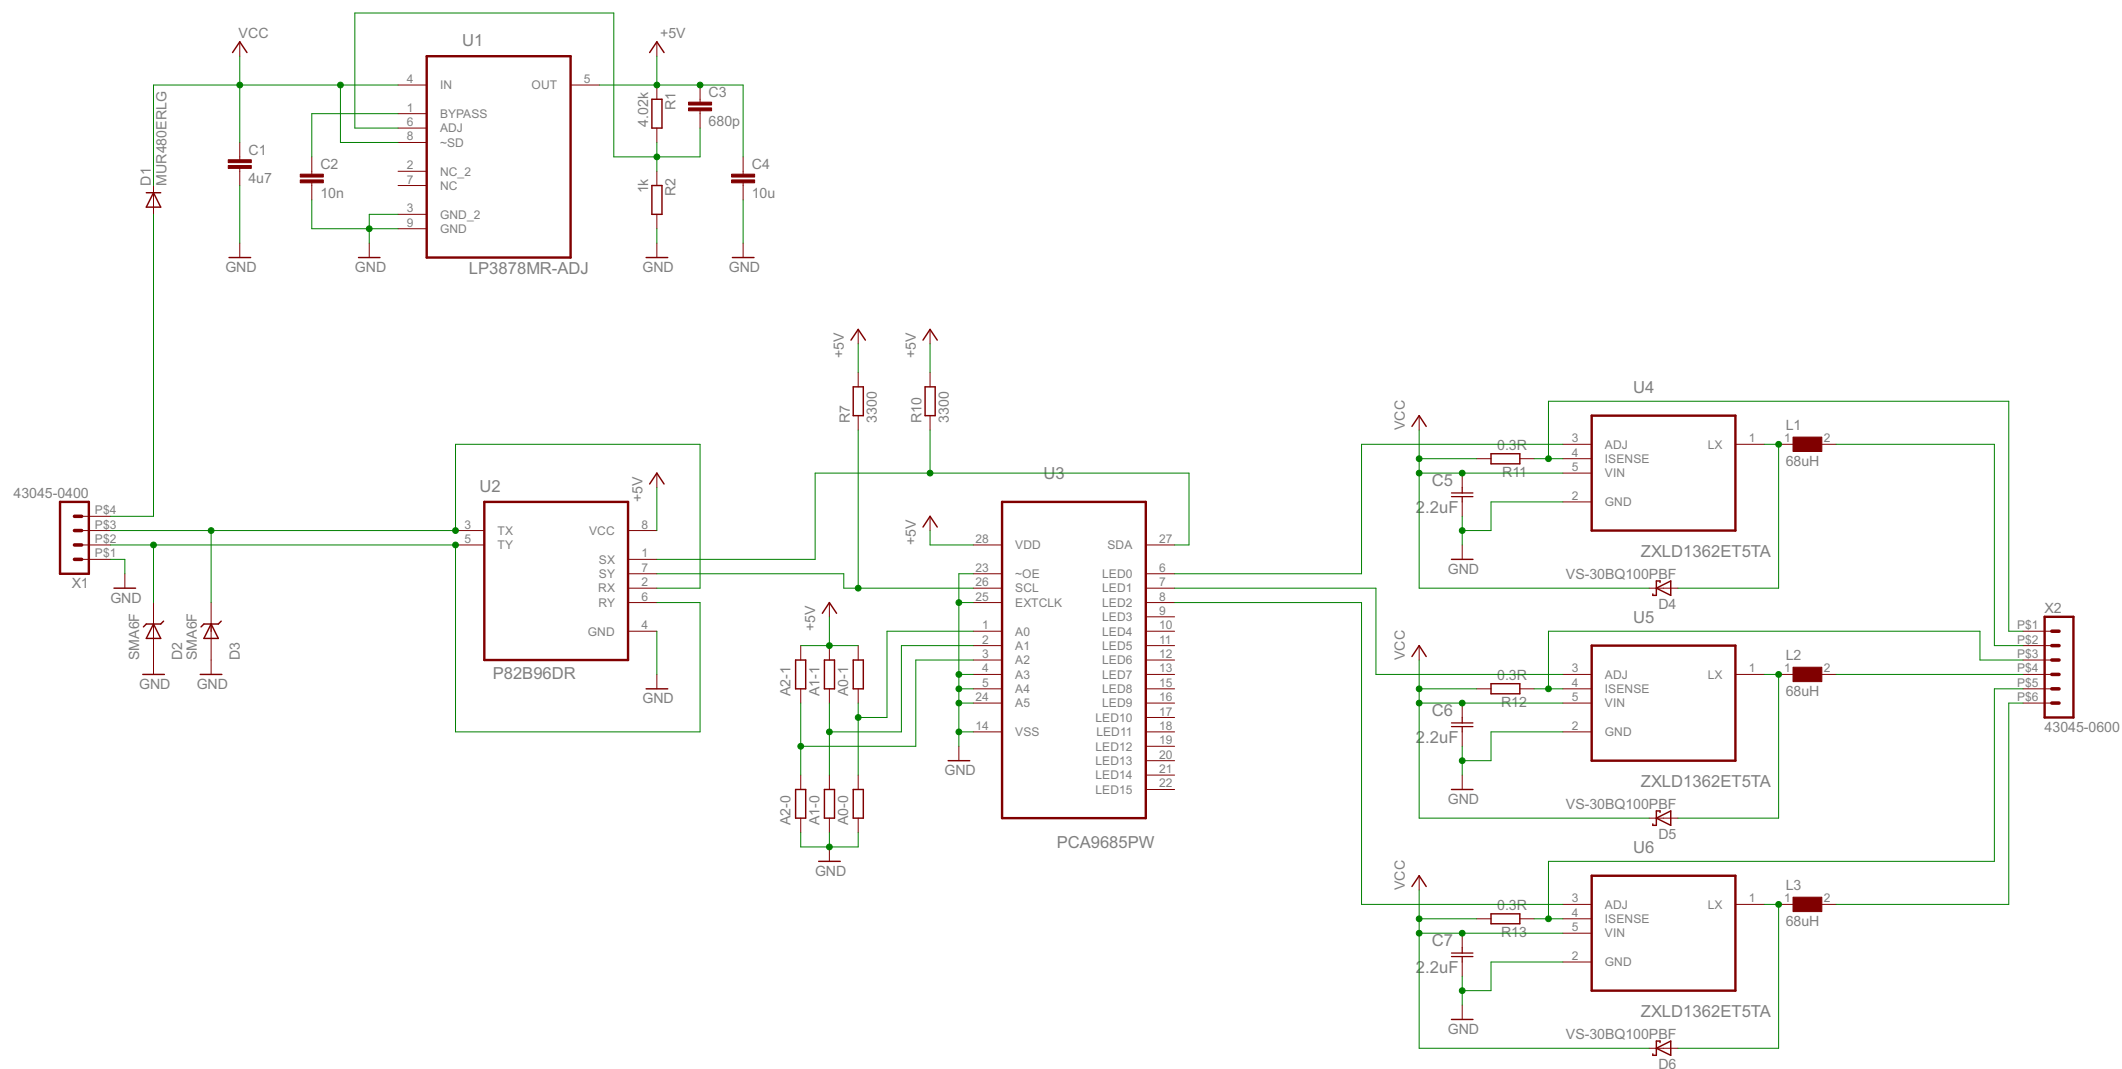 VCC
U1
+5V
4 IN
OUT 5
1 BYPASS
6 ADJ
8 ~SD
2 NC_2
7 NC
3 GND_2
9 GND
LP3878MR-ADJ
D1
MUR480ERLG
C1
4u7
C2
10n
4.02k
R1
C3
680p
1k
R2
C4
10u
GND
GND
GND
GND
43045-0400
P$4
P$3
P$2
P$1
X1
GND
SMA6F
D2
SMA6F
D3
GND
GND
U2
+5V
3 TX
5 TY
VCC 8
SX 1
SY 7
RX 2
RY 6
GND 4
P82B96DR
GND
+5V
R7
3300
+5V
R10
3300
U3
+5V
28 VDD
SDA 27
23 ~OE
26 SCL
25 EXTCLK
1 A0
2 A1
3 A2
4 A3
5 A4
24 A5
14 VSS
LED0 6
LED1 7
LED2 8
LED3 9
LED4 10
LED5 11
LED6 12
LED7 13
LED8 15
LED9 16
LED10 17
LED11 18
LED12 19
LED13 20
LED14 21
LED15 22
PCA9685PW
GND
+5V
A2-1
A1-1
A0-1
A2-0
A1-0
A0-0
GND
U4
VCC
0.3R
R11
C5
2.2uF
GND
3 ADJ
4 ISENSE
5 VIN
2 GND
LX 1
L1
1 2
68uH
ZXLD1362ET5TA
VS-30BQ100PBF
D4
U5
VCC
0.3R
R12
C6
2.2uF
GND
3 ADJ
4 ISENSE
5 VIN
2 GND
LX 1
L2
1 2
68uH
ZXLD1362ET5TA
VS-30BQ100PBF
D5
U6
VCC
0.3R
R13
C7
2.2uF
GND
3 ADJ
4 ISENSE
5 VIN
2 GND
LX 1
L3
1 2
68uH
ZXLD1362ET5TA
VS-30BQ100PBF
D6
X2
P$1
P$2
P$3
P$4
P$5
P$6
43045-0600